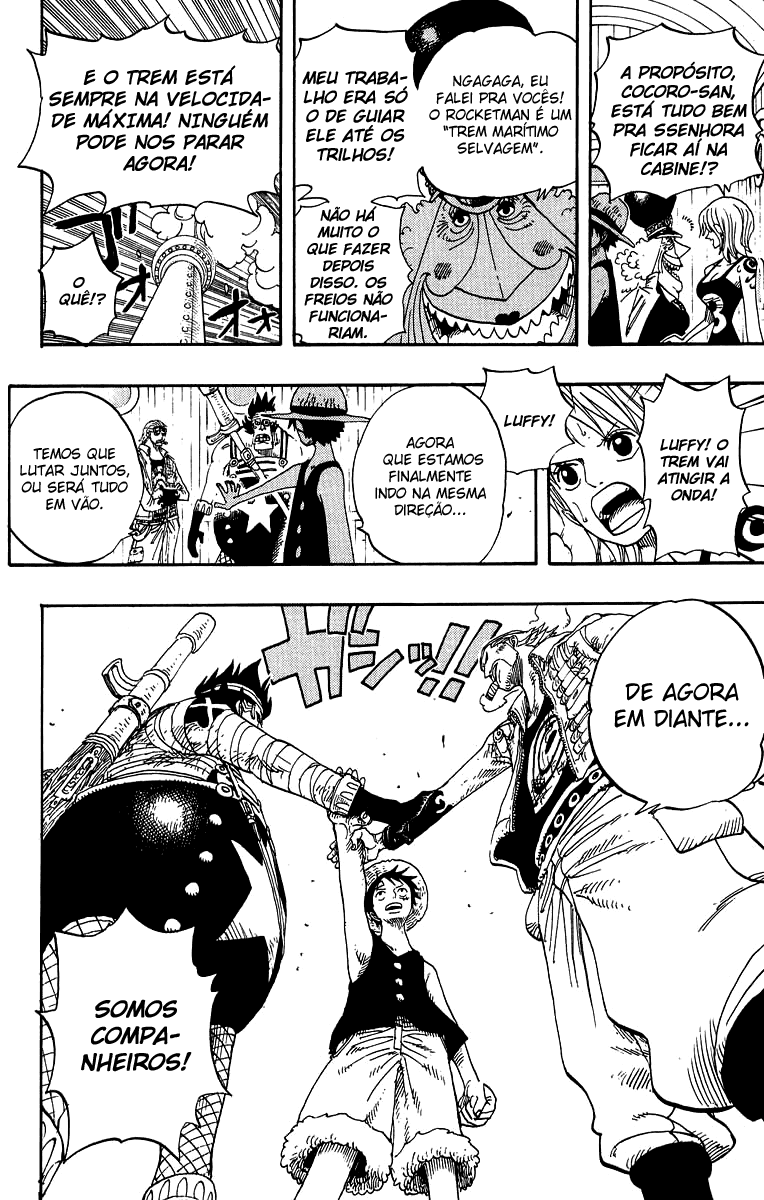 A PROPÓSITO,
COCORO-SAN,
ESTÁ TUDO BEM
PRA SSENHORA
FICAR AÍ NA
CABINE!?
NGAGAGA, EU
FALEI PRA VOCÊS!
O ROCKETMAN É UM
"TREM MARÍTIMO
SELVAGEM".
MEU TRABA-
LHO ERA SÓ
O DE GUIAR
ELE ATÉ OS
TRILHOS!
NÃO HÁ
MUITO O
QUE FAZER
DEPOIS
DISSO. OS
FREIOS NÃO
FUNCIONA-
RIAM.
E O TREM ESTÁ
SEMPRE NA VELOCIDA-
DE MÁXIMA! NINGUÉM
PODE NOS PARAR
AGORA!
O
QUÊ!?
LUFFY! O
TREM VAI
ATINGIR
A ONDA!
LUFFY!
AGORA
QUE ESTAMOS
FINALMENTE
INDO NA MESMA
DIREÇÃO...
TEMOS QUE
LUTAR JUNTOS,
OU SERÁ TUDO
EM VÃO.
DE AGORA
EM DIANTE...
ガシッ!!
SOMOS
COMPA-
NHEIROS!